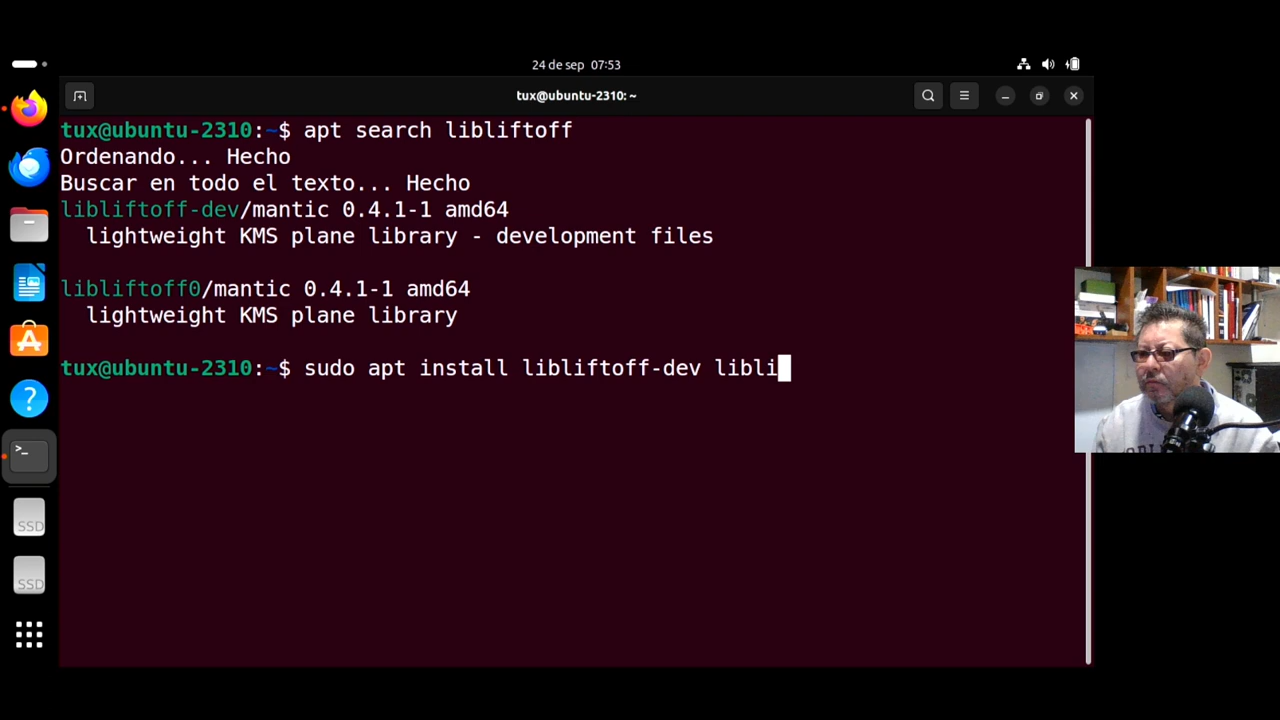 24 de sep 07:53
tux@ubuntu-2310: ~
tux@ubuntu-2310:~$ apt search libliftoff
Ordenando... Hecho
Buscar en todo el texto... Hecho
libliftoff-dev/mantic 0.4.1-1 amd64
  lightweight KMS plane library - development files
libliftoff0/mantic 0.4.1-1 amd64
  lightweight KMS plane library
tux@ubuntu-2310:~$ sudo apt install libliftoff-dev libli
SSD
SSD